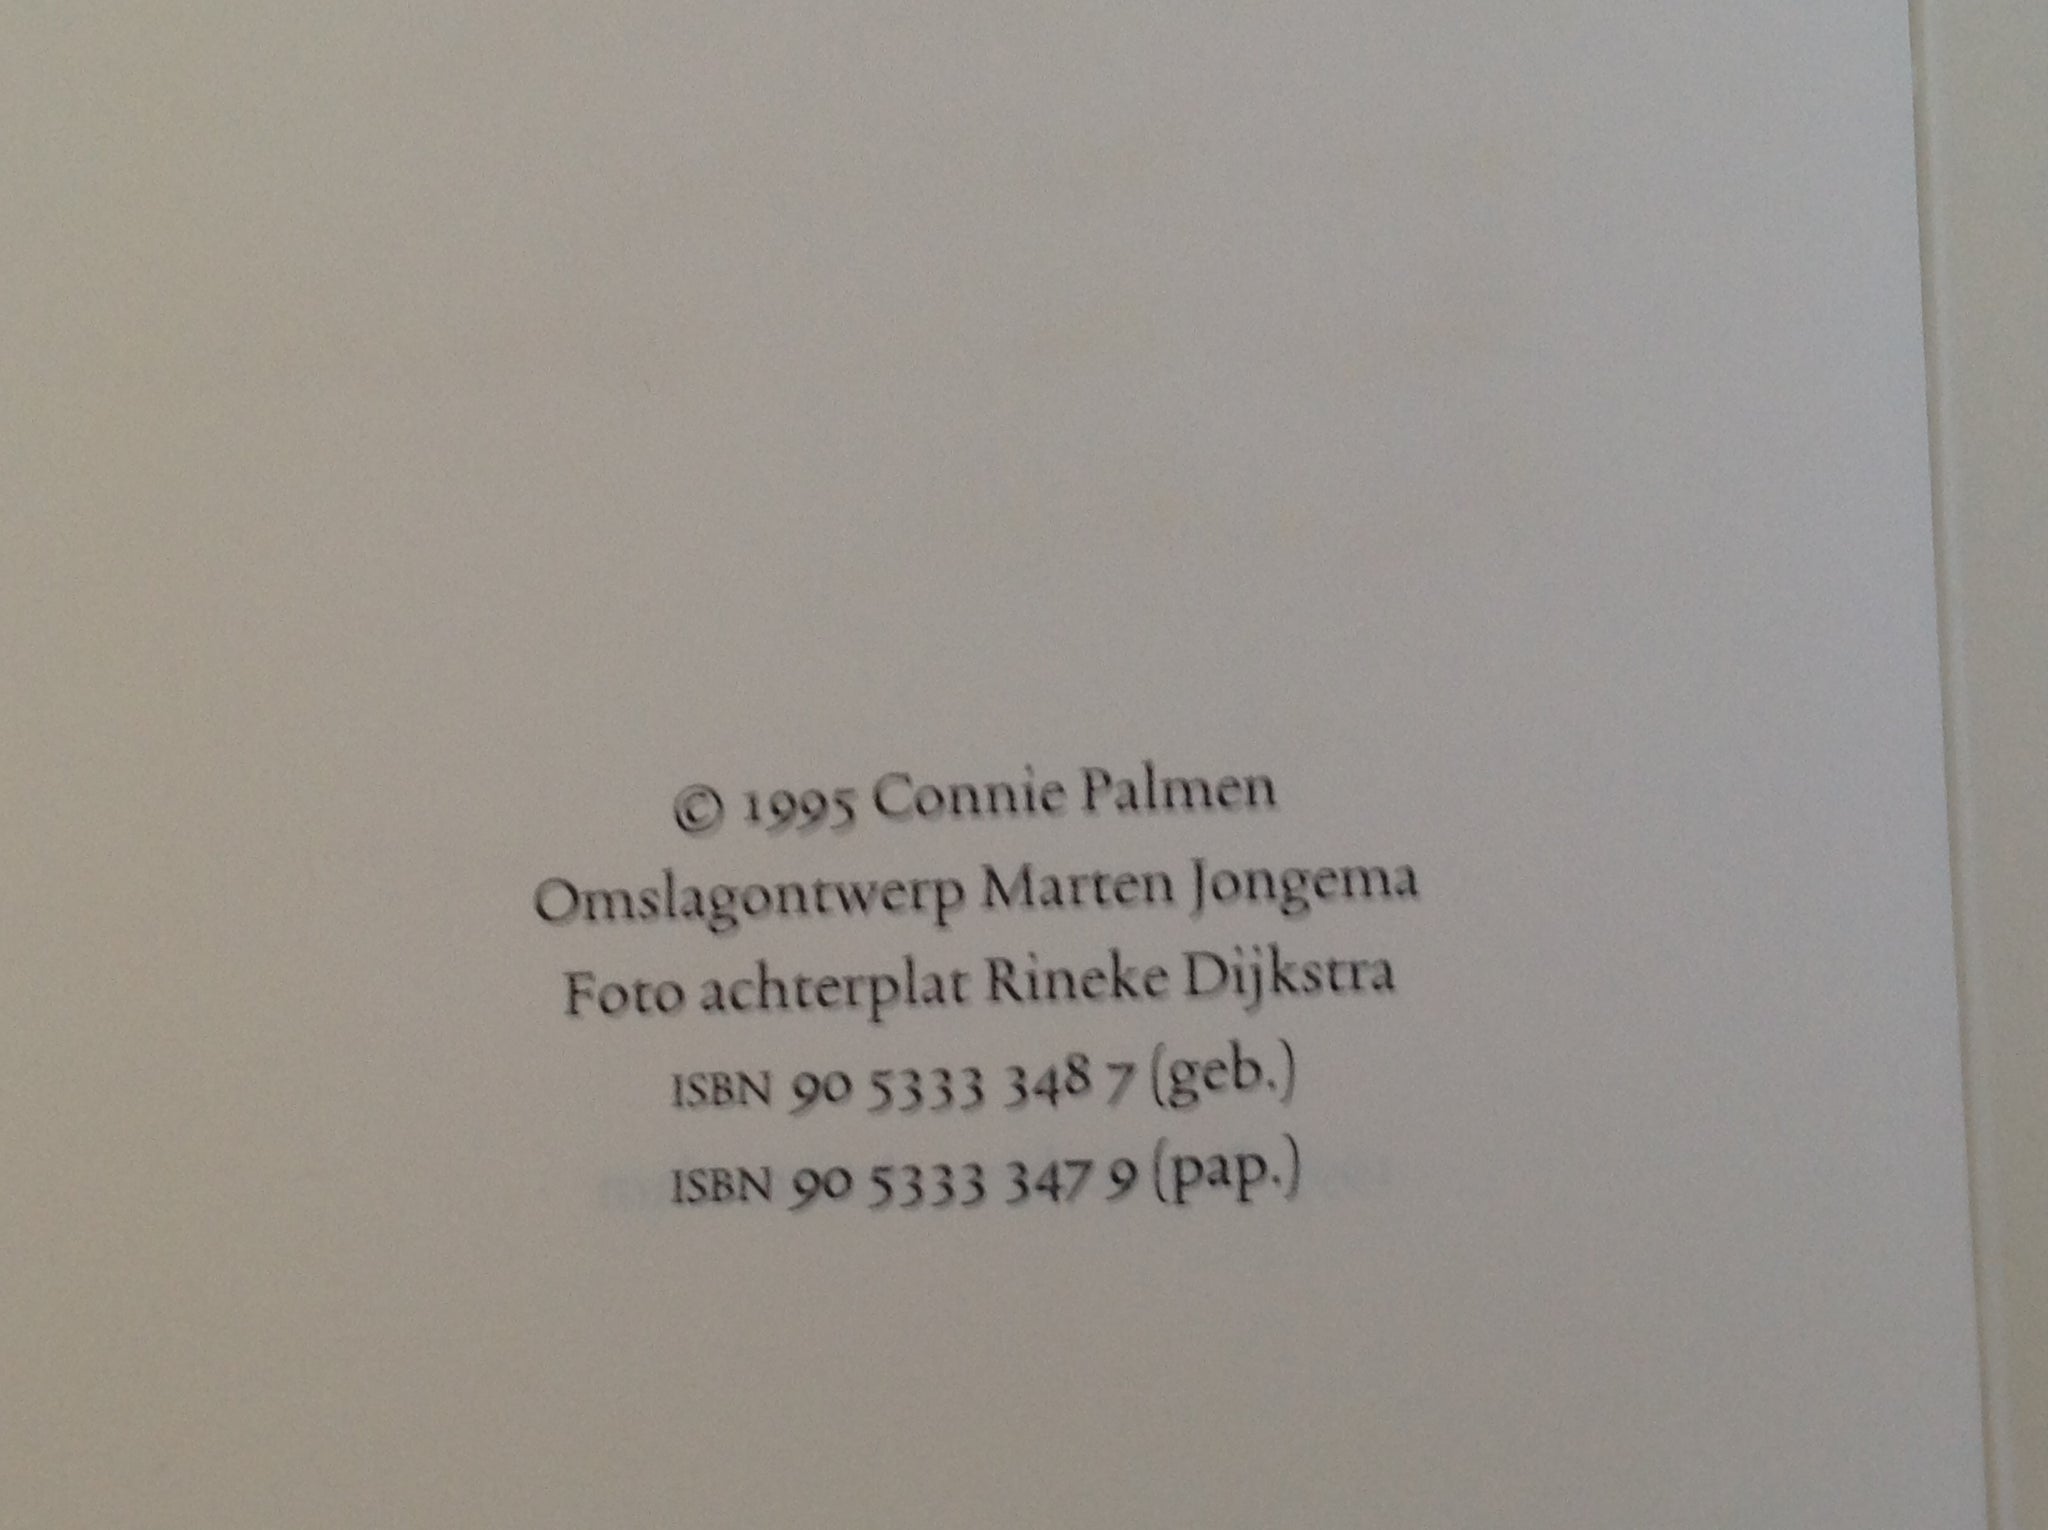 © 1995 Connie Palmen
Omslagontwerp Marten Jongema
Foto achterplat Rineke Dijkstra
ISBN 90 5333 348 7 (geb.)
ISBN 90 5333 347 9 (pap.)